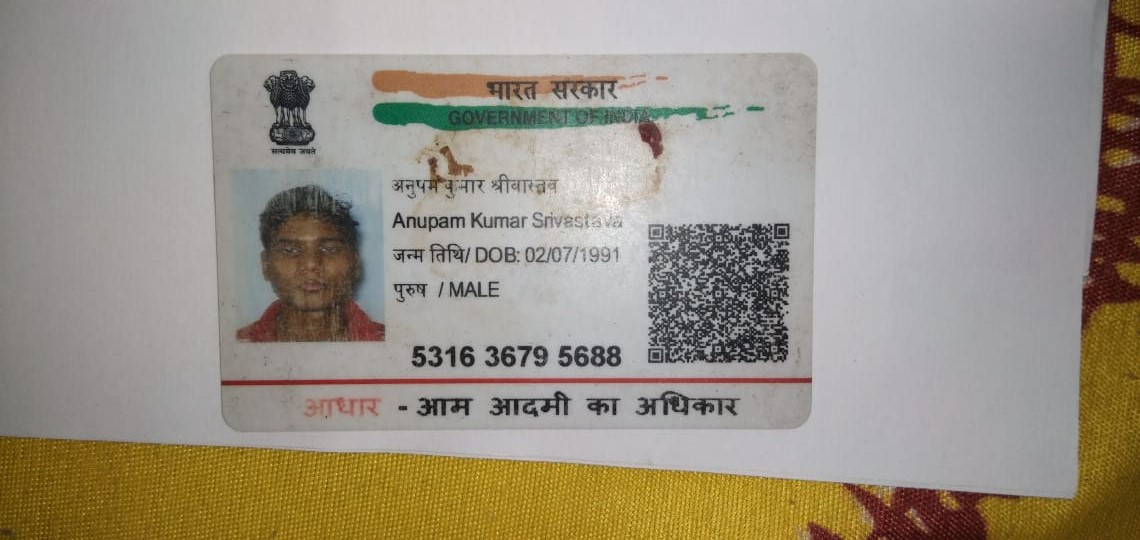 भारत सरकार
GOVERNMENT OF INDIA
सत्यमेव जयते
अनुपम कुमार श्रीवास्तव
Anupam Kumar Srivastava
जन्म तिथि/ DOB: 02/07/1991
पुरुष / MALE
5316 3679 5688
आधार - आम आदमी का अधिकार